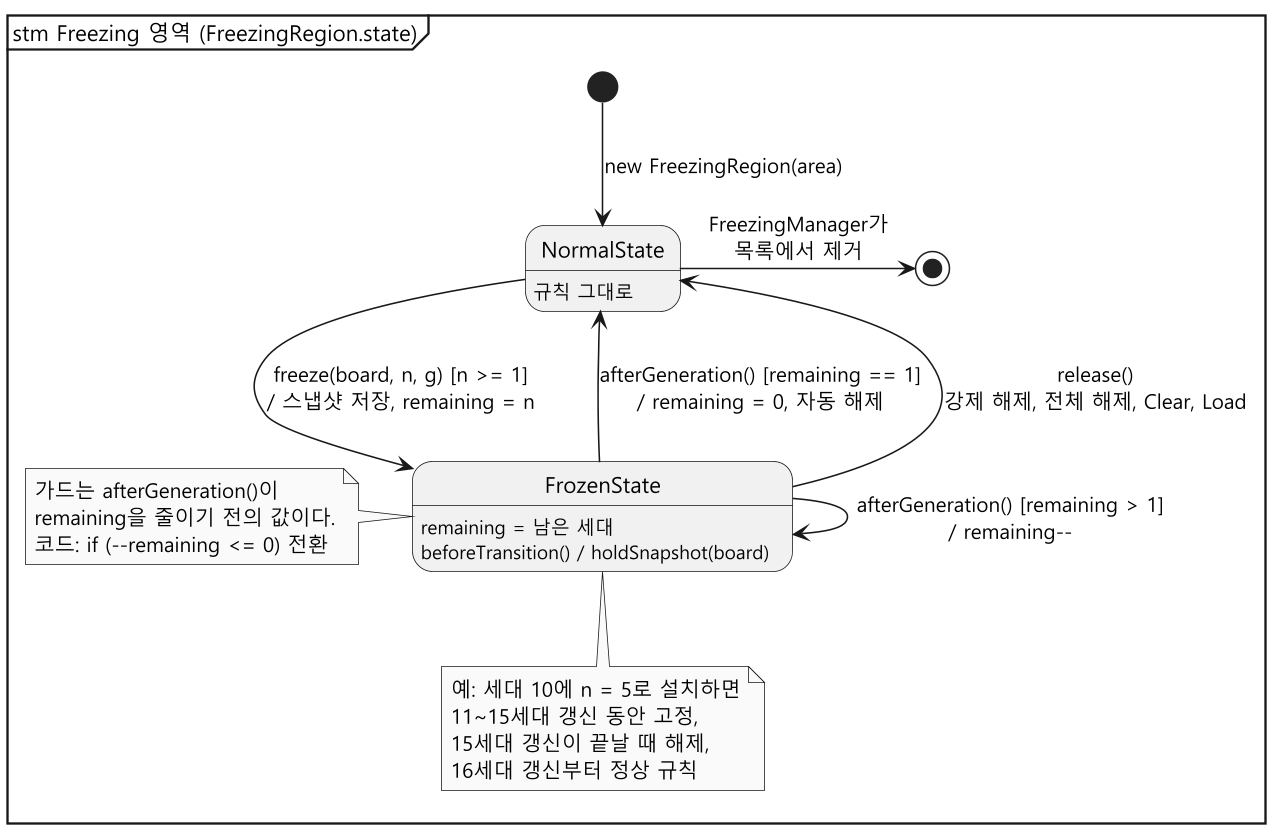 stm Freezing 영역 (FreezingRegion.state)
new FreezingRegion(area)
FreezingManager가
목록에서 제거
NormalState
규칙 그대로
freeze(board, n, g) [n >= 1]
/ 스냅샷 저장, remaining = n
afterGeneration() [remaining == 1]
/ remaining = 0, 자동 해제
release()
강제 해제, 전체 해제, Clear, Load
가드는 afterGeneration()이
remaining을 줄이기 전의 값이다.
코드: if (--remaining <= 0) 전환
FrozenState
remaining = 남은 세대
beforeTransition() / holdSnapshot(board)
afterGeneration() [remaining > 1]
/ remaining--
예: 세대 10에 n = 5로 설치하면
11~15세대 갱신 동안 고정,
15세대 갱신이 끝날 때 해제,
16세대 갱신부터 정상 규칙